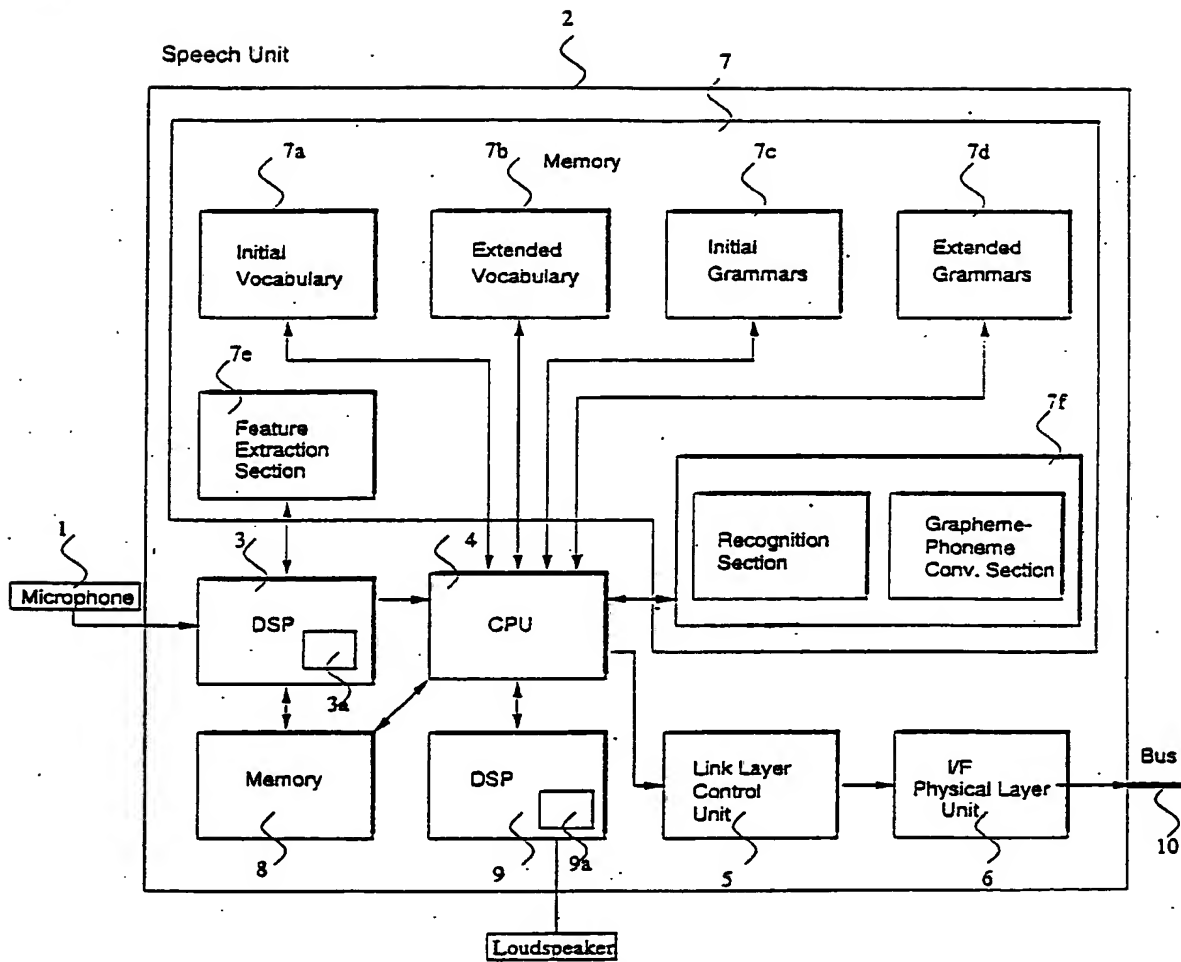 2
Speech Unit
7
7a
7b
Memory
7c
7d
Initial
Vocabulary
Extended
Vocabulary
Initial
Grammars
Extended
Grammars
7e
7f
Feature
Extraction
Section
1
3
4
Recognition
Section
Grapheme-
Phoneme
Conv. Section
Microphone
DSP
CPU
3a
Memory
DSP
Link Layer
Control
Unit
I/F
Physical Layer
Unit
Bus
8
9
9a
5
6
10
Loudspeaker